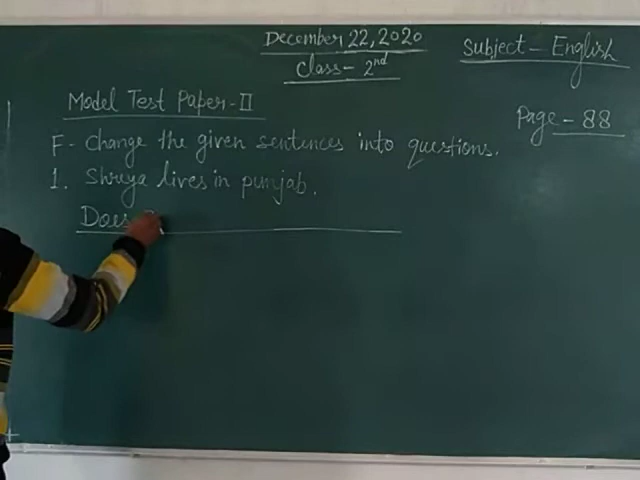 December 22, 2020
Class - 2nd
Subject - English
Model Test Paper - II
Page - 88
F - Change the given sentences into questions.
1. Shreya lives in punjab.
Does